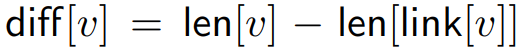 diff[v] = len[v] − len[link[v]]